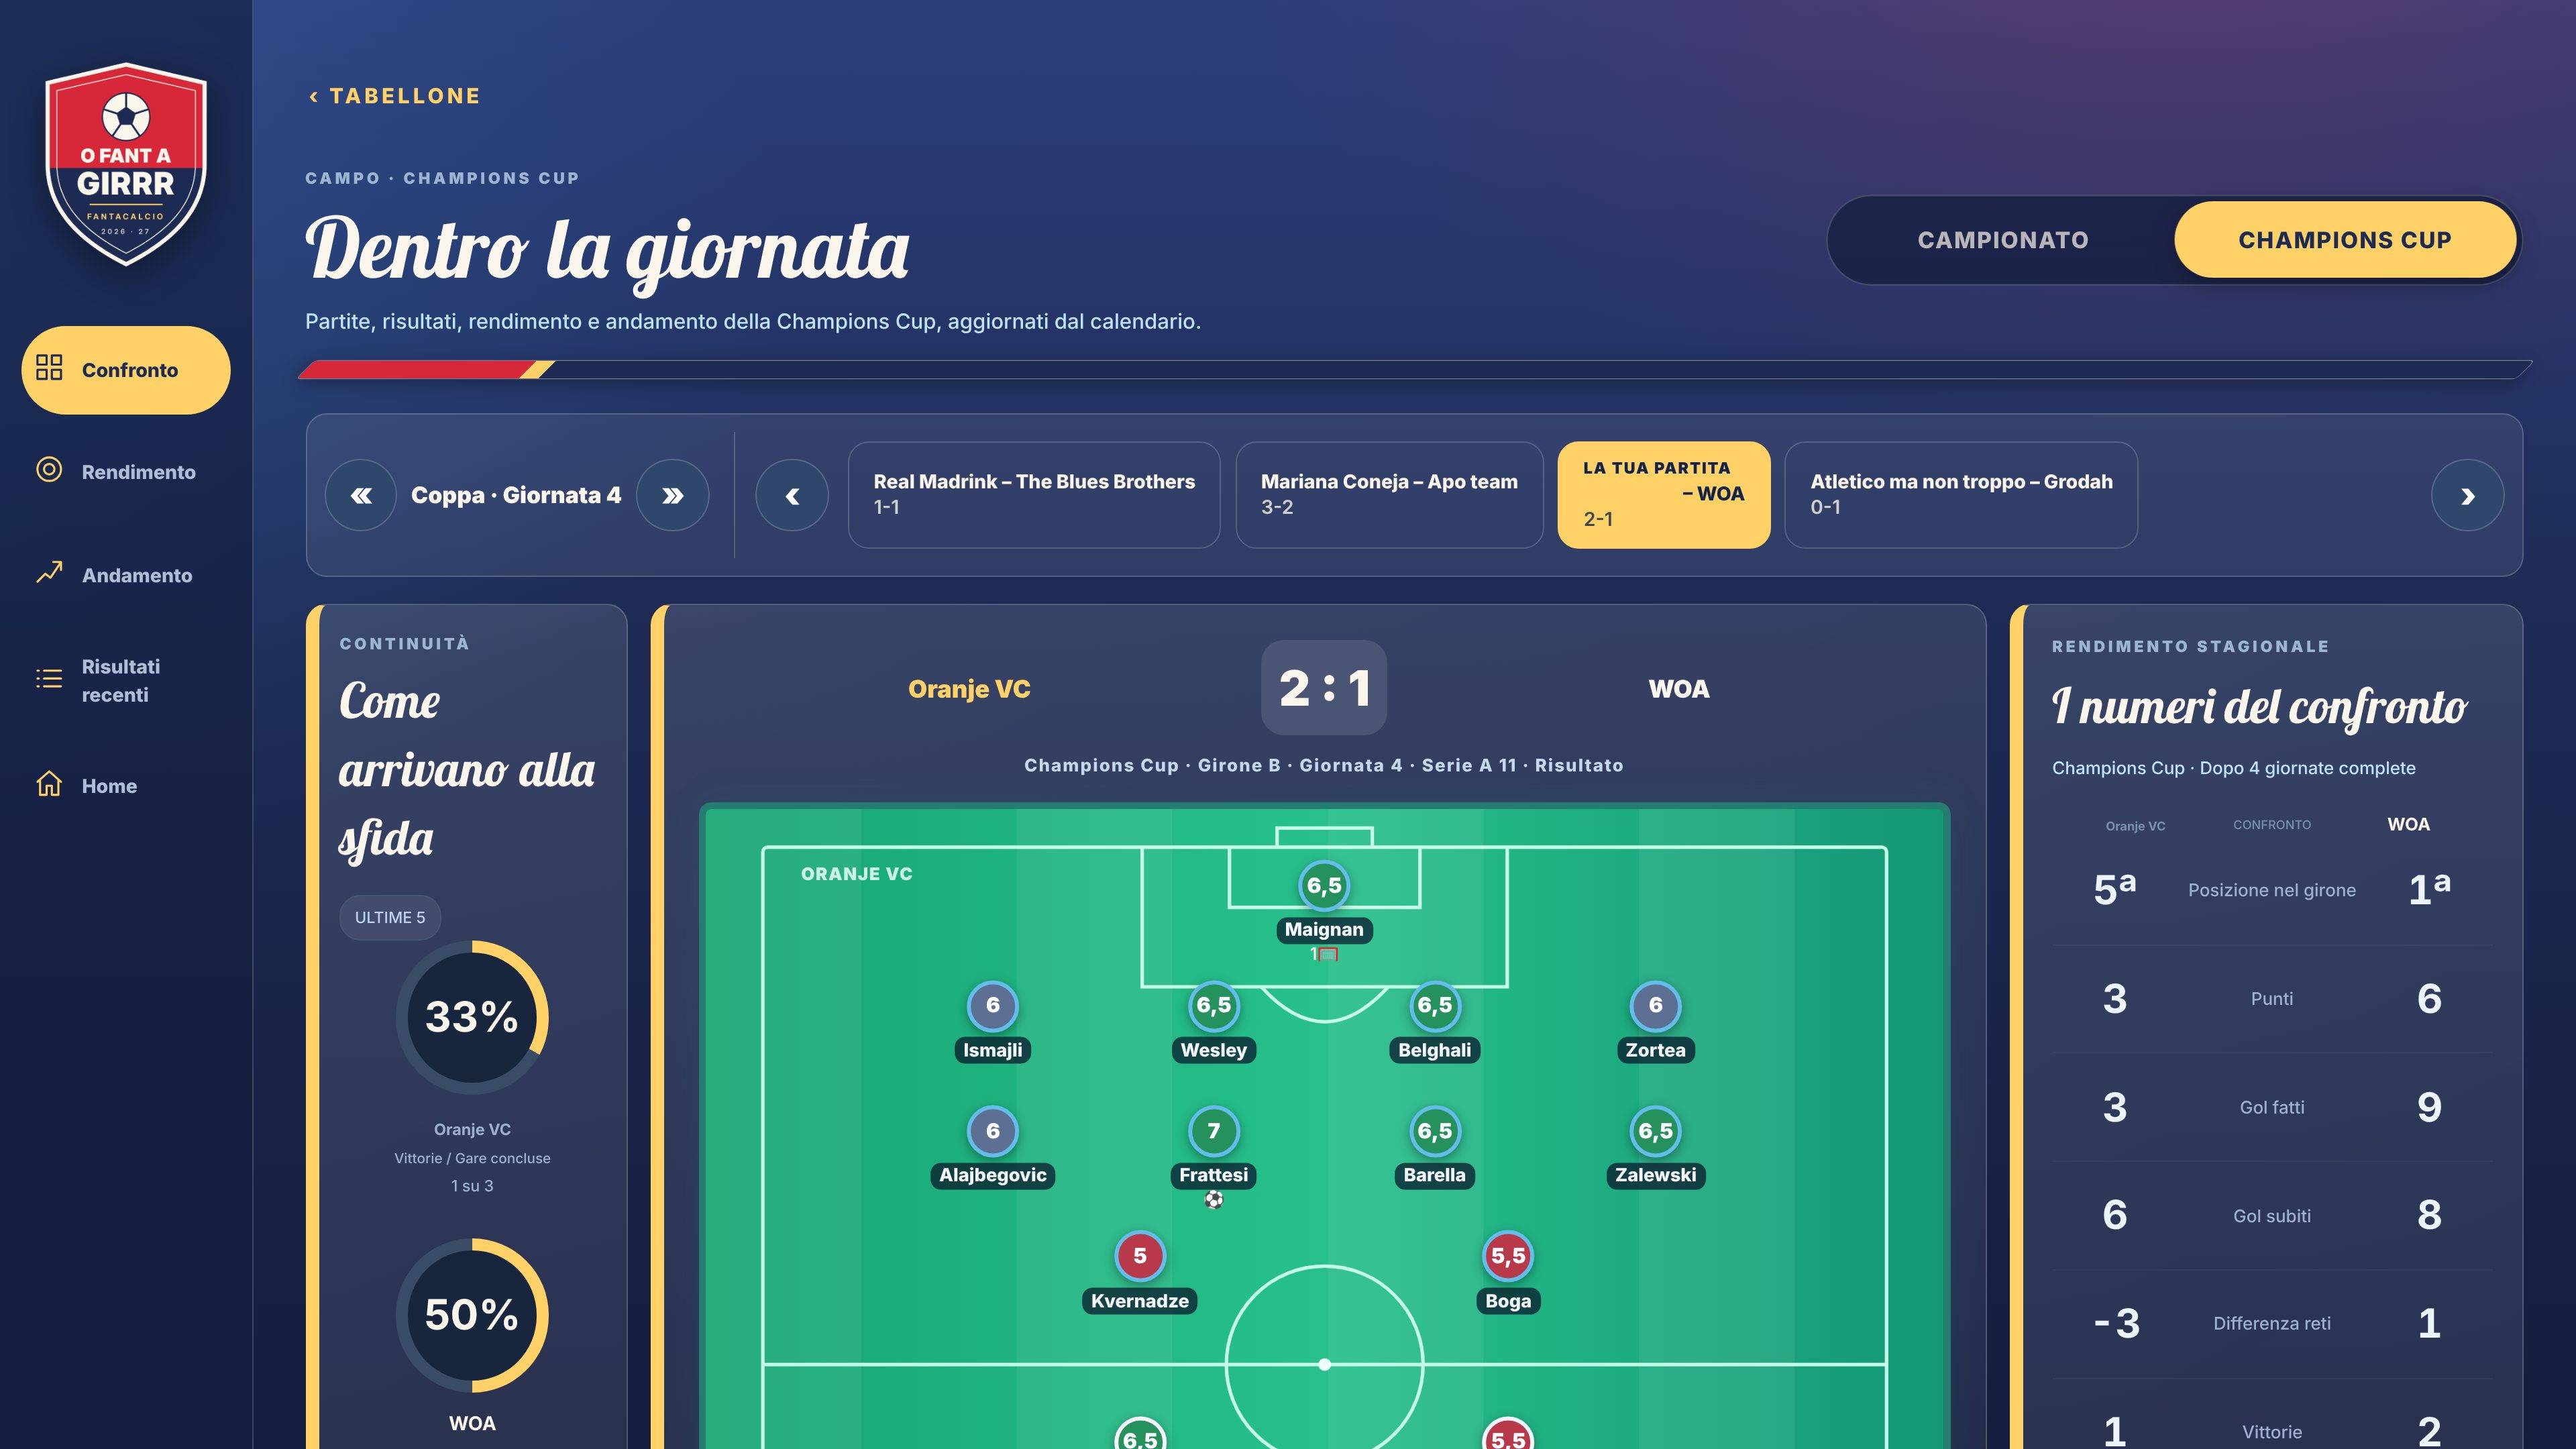 O FANT A
GIRRR
FANTACALCIO
2026 · 27
Confronto
Rendimento
Andamento
Risultati
recenti
Home
‹ TABELLONE
CAMPO · CHAMPIONS CUP
Dentro la giornata
Partite, risultati, rendimento e andamento della Champions Cup, aggiornati dal calendario.
CAMPIONATO
CHAMPIONS CUP
«
Coppa · Giornata 4
»
‹
Real Madrink – The Blues Brothers
1-1
Mariana Coneja – Apo team
3-2
LA TUA PARTITA
– WOA
2-1
Atletico ma non troppo – Grodah
0-1
›
CONTINUITÀ
Come
arrivano alla
sfida
ULTIME 5
33%
Oranje VC
Vittorie / Gare concluse
1 su 3
50%
WOA
Oranje VC
2 : 1
WOA
Champions Cup · Girone B · Giornata 4 · Serie A 11 · Risultato
ORANJE VC
6,5
Maignan
1
6
6,5
6,5
6
Ismajli
Wesley
Belghali
Zortea
6
7
6,5
6,5
Alajbegovic
Frattesi
Barella
Zalewski
5
5,5
Kvernadze
Boga
6,5
5,5
RENDIMENTO STAGIONALE
I numeri del confronto
Champions Cup · Dopo 4 giornate complete
Oranje VC
CONFRONTO
WOA
5ª Posizione nel girone 1ª
3 Punti 6
3 Gol fatti 9
6 Gol subiti 8
-3 Differenza reti 1
1 Vittorie 2